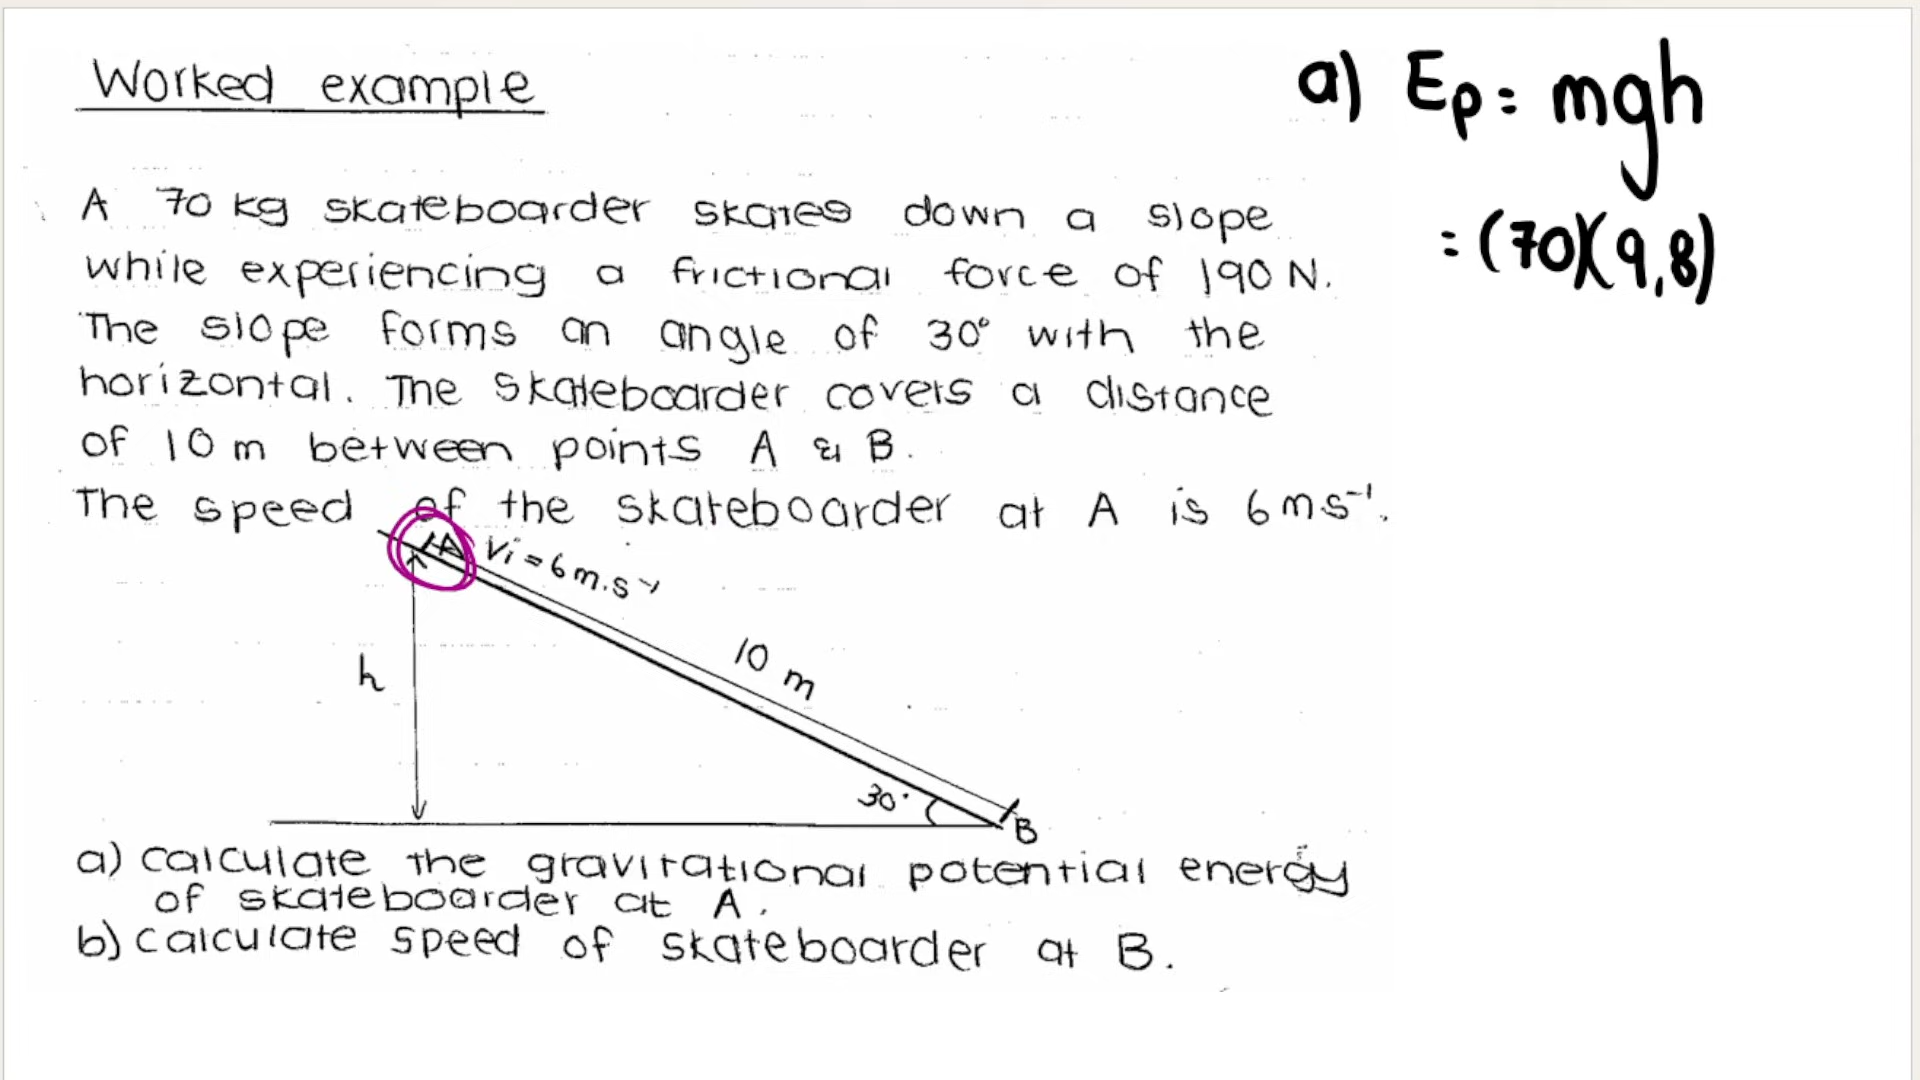 Worked example
a) Ep = mgh
= (70)(9,8)
A 70 kg skateboarder skates down a slope
while experiencing a frictional force of 190 N.
The slope forms an angle of 30° with the
horizontal. The skateboarder covers a distance
of 10 m between points A & B.
The speed of the skateboarder at A is 6 m s⁻¹.
A Vi = 6 m.s⁻¹
10 m
h
30°
B
a) calculate the gravitational potential energy
of skateboarder at A.
b) calculate speed of skateboarder at B.